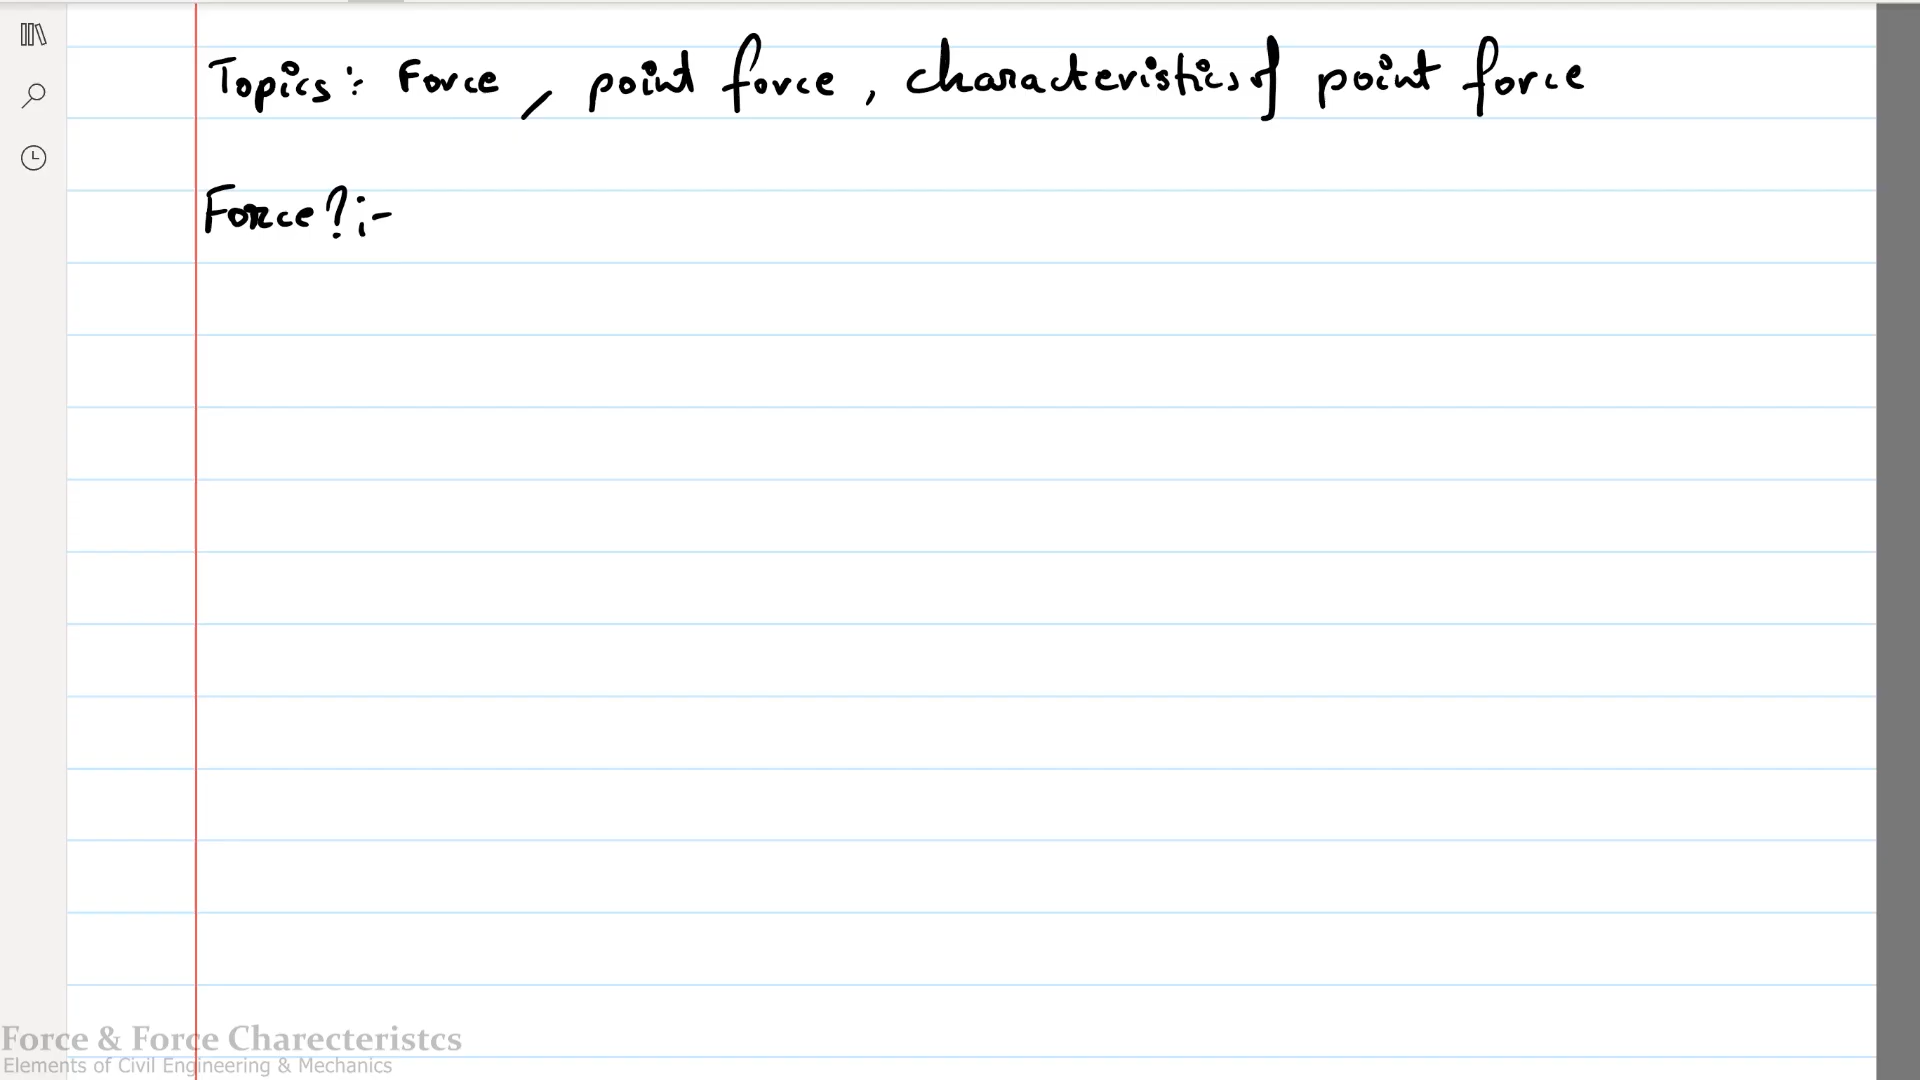 Topics : Force , point force , characteristics of point force
Force ? :-
Force & Force Charecteristcs
Elements of Civil Engineering & Mechanics